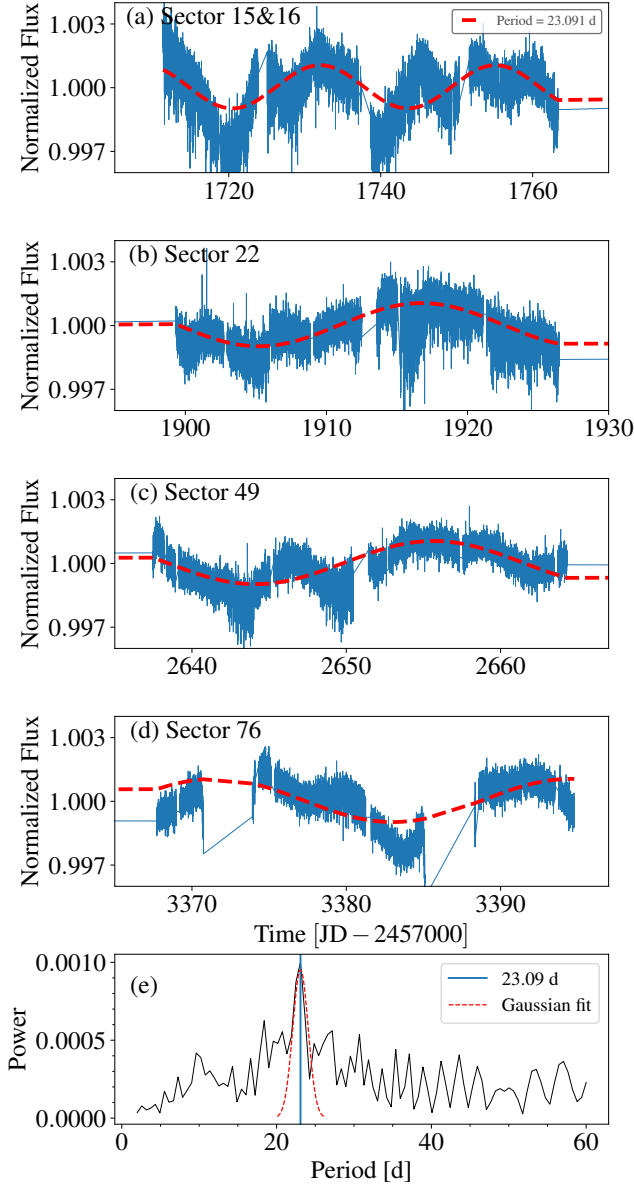 (a) Sector 15&16
Period = 23.091 d
Normalized Flux
1.003
1.000
0.997
1720 1740 1760
(b) Sector 22
Normalized Flux
1.003
1.000
0.997
1900 1910 1920 1930
(c) Sector 49
Normalized Flux
1.003
1.000
0.997
2640 2650 2660
(d) Sector 76
Normalized Flux
1.003
1.000
0.997
3370 3380 3390
Time [JD − 2457000]
(e)
23.09 d
Gaussian fit
Power
0.0010
0.0005
0.0000
0 20 40 60
Period [d]